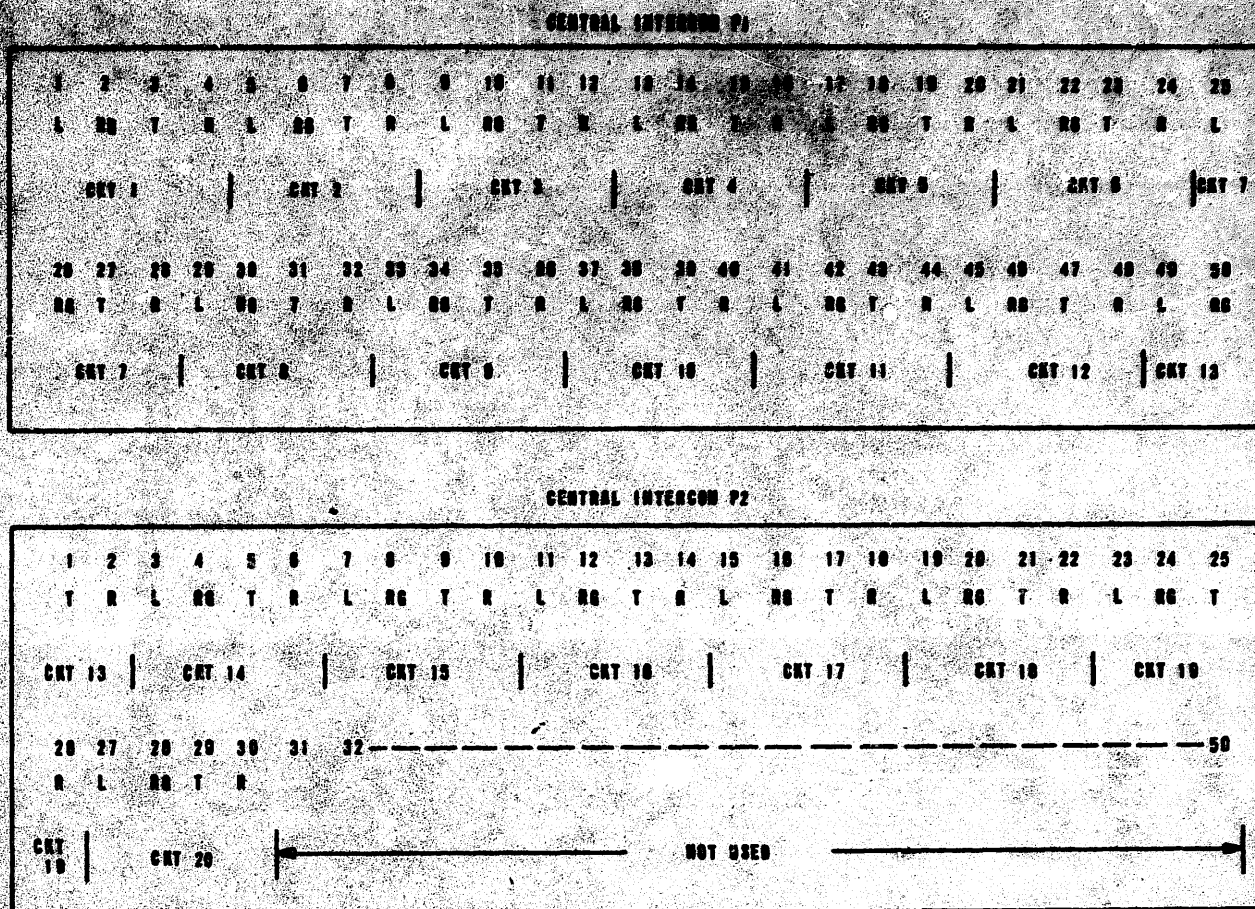 CENTRAL INTERCOM P1
1 2 3 4 5 6 7 8 9 10 11 12 13 14 15 16 17 18 19 20 21 22 23 24 25
L RG T R L RG T R L RG T R L RG T R L RG T R L RG T R L
CKT 1 CKT 2 CKT 3 CKT 4 CKT 5 CKT 6 CKT 7
26 27 28 29 30 31 32 33 34 35 36 37 38 39 40 41 42 43 44 45 46 47 48 49 50
RG T R L RG T R L RG T R L RG T R L RG T R L RG T R L RG
CKT 7 CKT 8 CKT 9 CKT 10 CKT 11 CKT 12 CKT 13
CENTRAL INTERCOM P2
1 2 3 4 5 6 7 8 9 10 11 12 13 14 15 16 17 18 19 20 21 22 23 24 25
T R L RG T R L RG T R L RG T R L RG T R L RG T R L RG T
CKT 13 CKT 14 CKT 15 CKT 16 CKT 17 CKT 18 CKT 19
26 27 28 29 30 31 32 50
R L RG T R
CKT 19 CKT 20 NOT USED